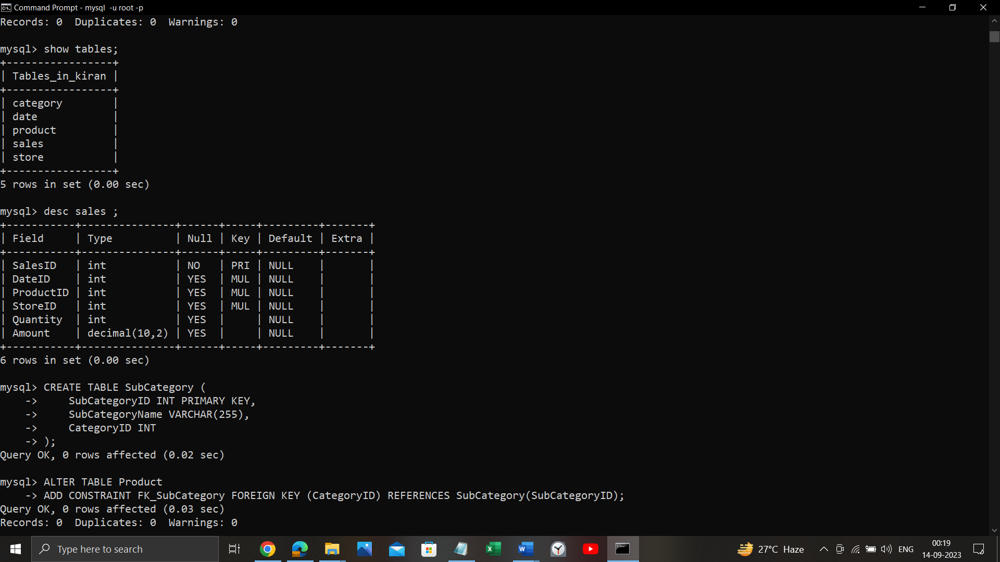 Command Prompt - mysql  -u root -p
Records: 0  Duplicates: 0  Warnings: 0

mysql> show tables;
+-----------------+
| Tables_in_kiran |
+-----------------+
| category        |
| date            |
| product         |
| sales           |
| store           |
+-----------------+
5 rows in set (0.00 sec)

mysql> desc sales ;
+-----------+---------------+------+-----+---------+-------+
| Field     | Type          | Null | Key | Default | Extra |
+-----------+---------------+------+-----+---------+-------+
| SalesID   | int           | NO   | PRI | NULL    |       |
| DateID    | int           | YES  | MUL | NULL    |       |
| ProductID | int           | YES  | MUL | NULL    |       |
| StoreID   | int           | YES  | MUL | NULL    |       |
| Quantity  | int           | YES  |     | NULL    |       |
| Amount    | decimal(10,2) | YES  |     | NULL    |       |
+-----------+---------------+------+-----+---------+-------+
6 rows in set (0.00 sec)

mysql> CREATE TABLE SubCategory (
    ->     SubCategoryID INT PRIMARY KEY,
    ->     SubCategoryName VARCHAR(255),
    ->     CategoryID INT
    -> );
Query OK, 0 rows affected (0.02 sec)

mysql> ALTER TABLE Product
    -> ADD CONSTRAINT FK_SubCategory FOREIGN KEY (CategoryID) REFERENCES SubCategory(SubCategoryID);
Query OK, 0 rows affected (0.03 sec)
Records: 0  Duplicates: 0  Warnings: 0
Type here to search
27°C Haze
ENG
00:19
14-09-2023